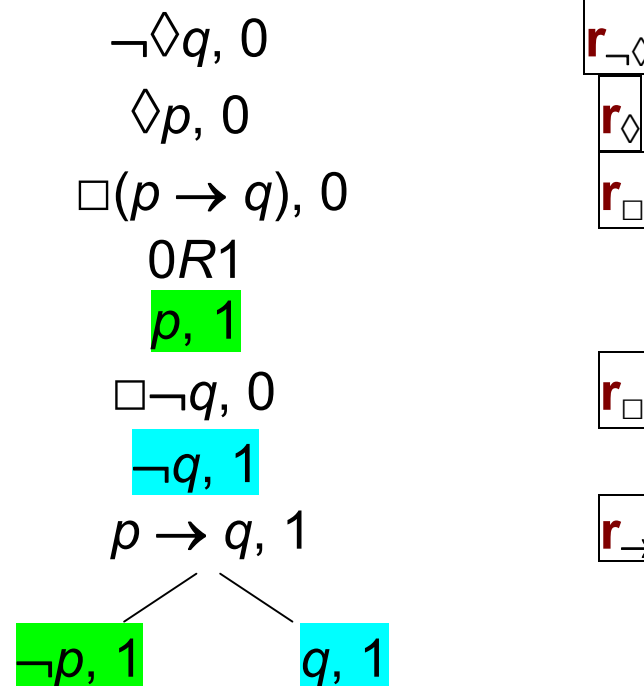 ¬◊q, 0 r¬◊
◊p, 0 r◊
□(p → q), 0 r□
0R1
p, 1
□¬q, 0 r□
¬q, 1
p → q, 1 r→
¬p, 1 q, 1